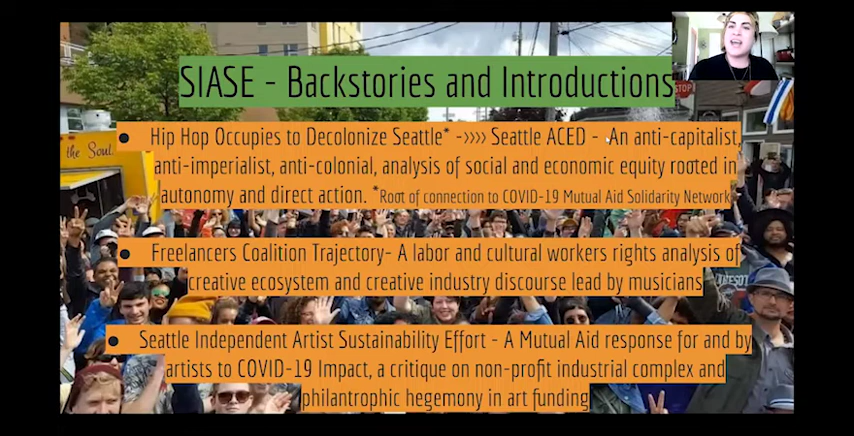 SIASE - Backstories and Introductions
STOP
the Soul.
● Hip Hop Occupies to Decolonize Seattle* ->>>> Seattle ACED - An anti-capitalist,
anti-imperialist, anti-colonial, analysis of social and economic equity rooted in
autonomy and direct action. *Root of connection to COVID-19 Mutual Aid Solidarity Network
● Freelancers Coalition Trajectory- A labor and cultural workers rights analysis of
creative ecosystem and creative industry discourse lead by musicians
● Seattle Independent Artist Sustainability Effort - A Mutual Aid response for and by
artists to COVID-19 Impact, a critique on non-profit industrial complex and
philanthropic hegemony in art funding